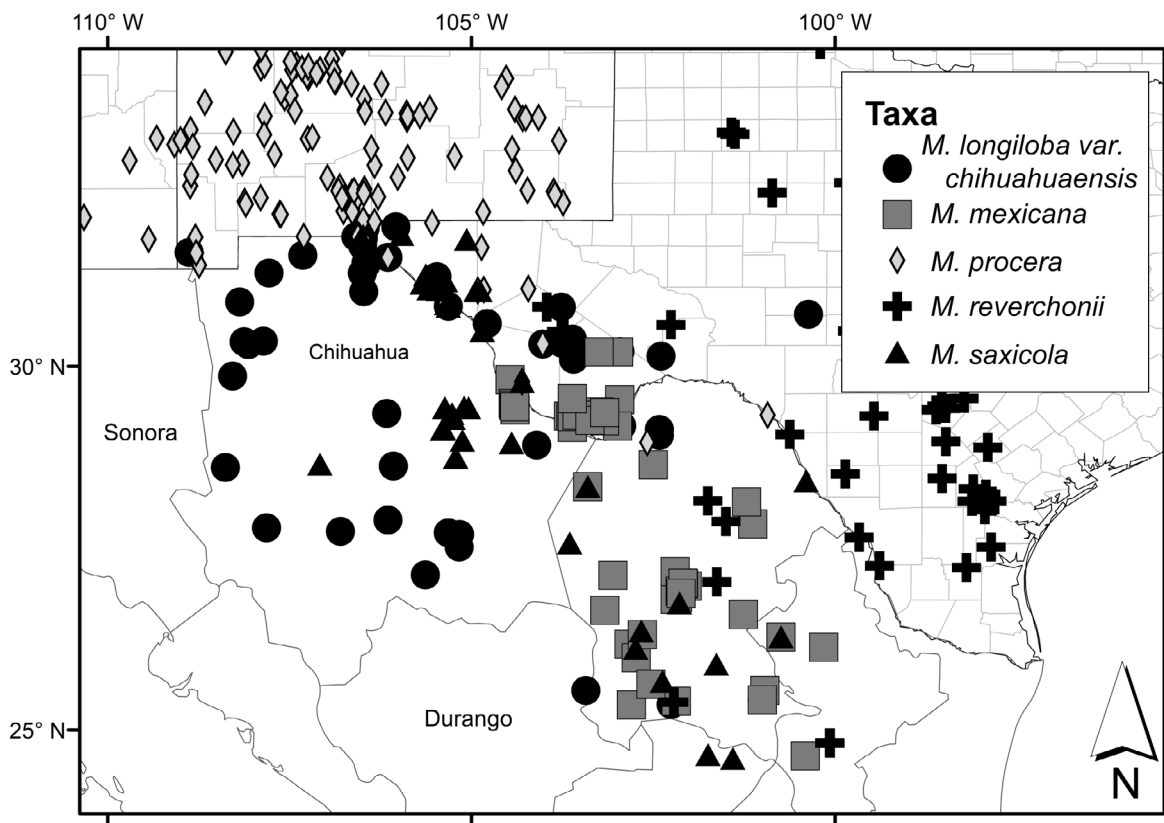 110° W
105° W
100° W
Taxa
M. longiloba var.
chihuahuaensis
M. mexicana
M. procera
M. reverchonii
M. saxicola
30° N
Chihuahua
Sonora
25° N
Durango
N